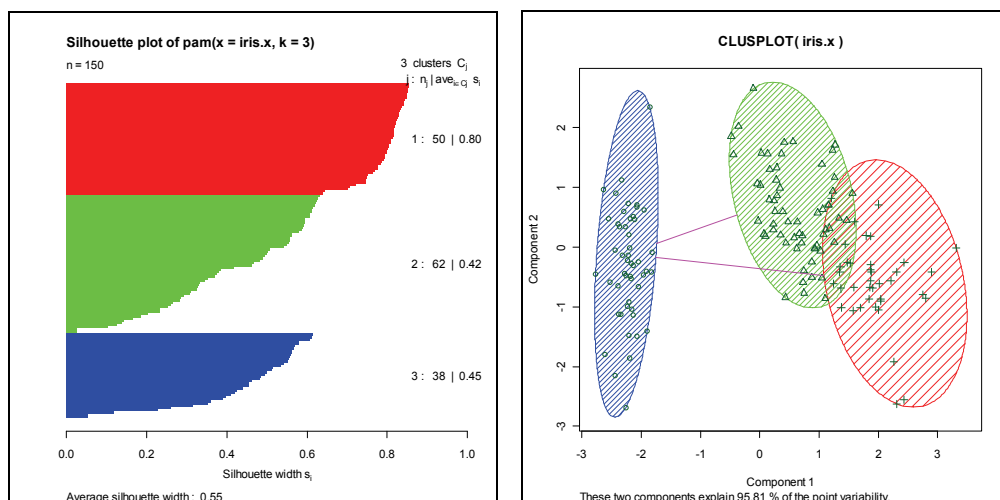 Silhouette plot of pam(x = iris.x, k = 3)
n = 150
3 clusters Cj
j : nj | avei∈Cj si
1 : 50 | 0.80
2 : 62 | 0.42
3 : 38 | 0.45
0.0 0.2 0.4 0.6 0.8 1.0
Silhouette width si
Average silhouette width : 0.55
CLUSPLOT( iris.x )
Component 2
2
1
0
-1
-2
-3
-3 -2 -1 0 1 2 3
Component 1
These two components explain 95.81 % of the point variability.